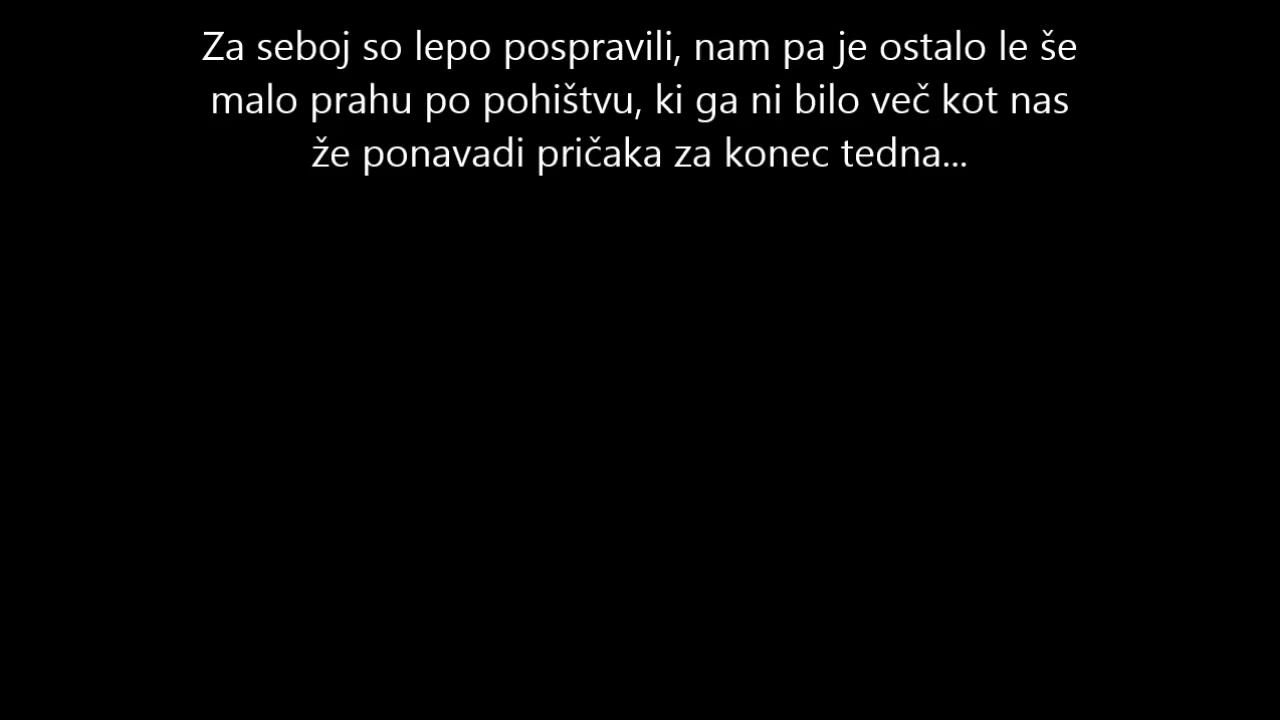 Za seboj so lepo pospravili, nam pa je ostalo le še
malo prahu po pohištvu, ki ga ni bilo več kot nas
že ponavadi pričaka za konec tedna...